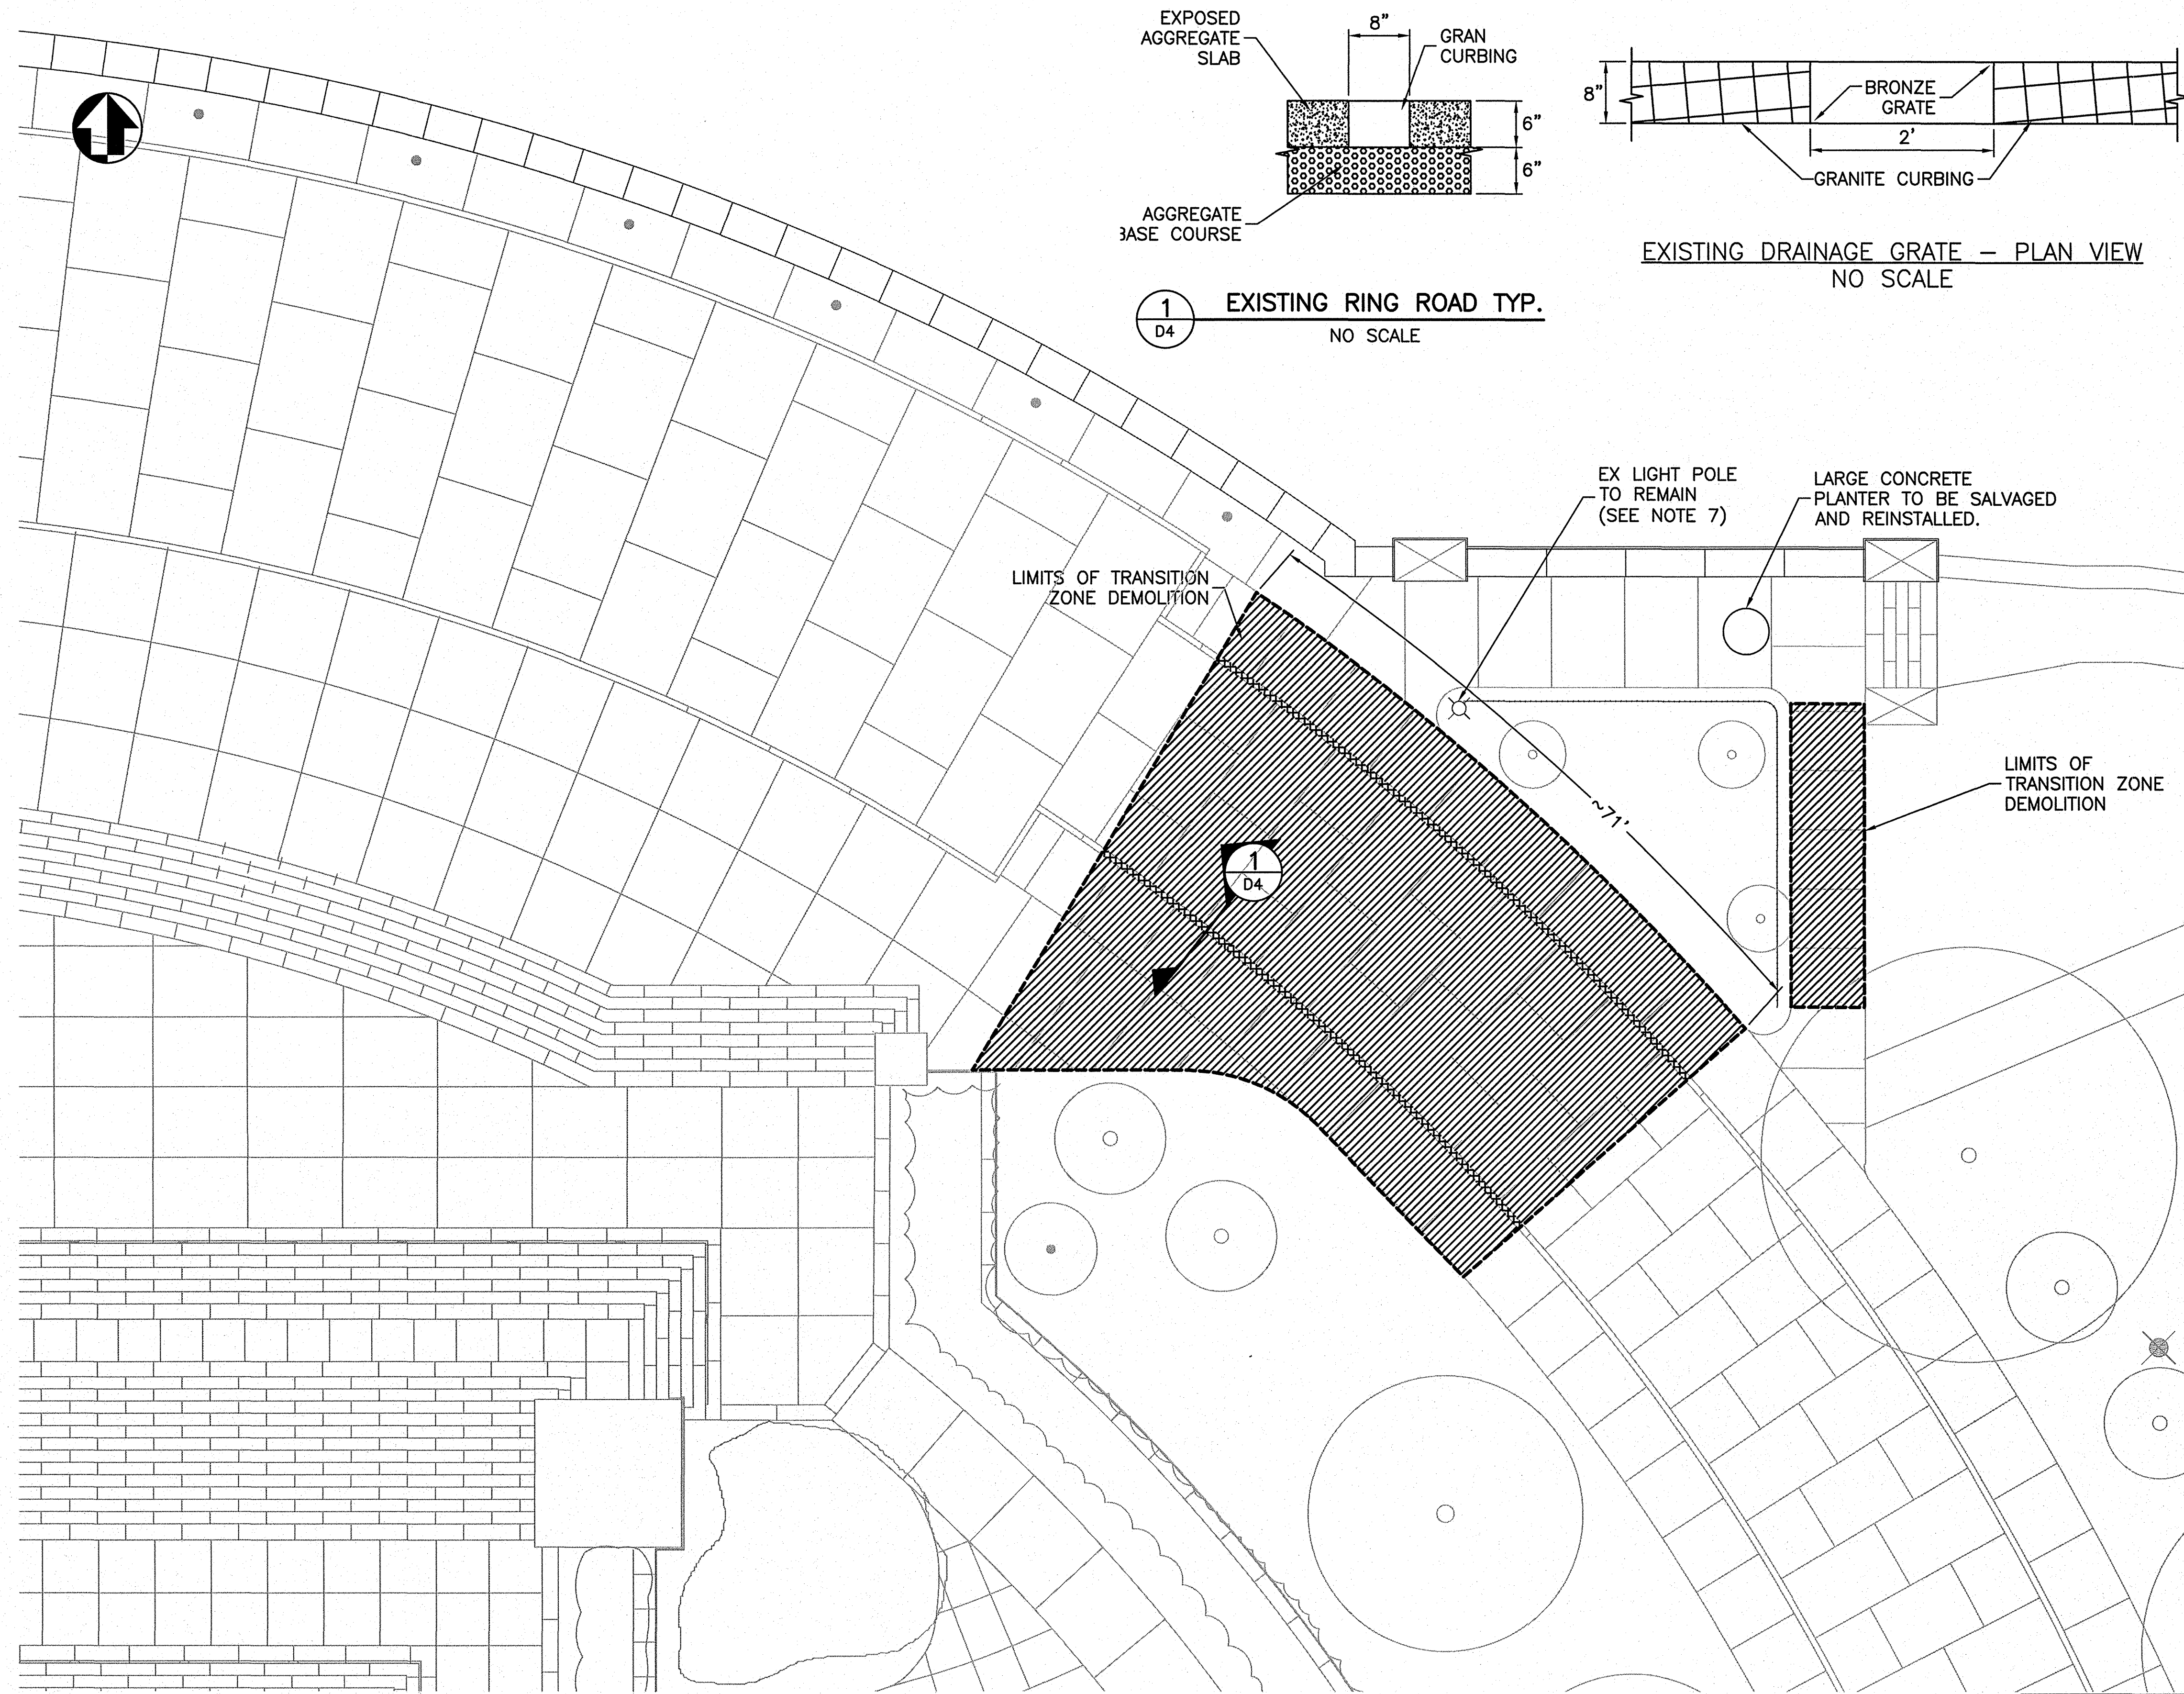 EXPOSED
AGGREGATE
SLAB
8"
GRAN
CURBING
6"
6"
AGGREGATE
BASE COURSE
1
D4
EXISTING RING ROAD TYP.
NO SCALE
8"
BRONZE
GRATE
2'
GRANITE CURBING
EXISTING DRAINAGE GRATE – PLAN VIEW
NO SCALE
EX LIGHT POLE
TO REMAIN
(SEE NOTE 7)
LARGE CONCRETE
PLANTER TO BE SALVAGED
AND REINSTALLED.
LIMITS OF TRANSITION
ZONE DEMOLITION
~71'
LIMITS OF
TRANSITION ZONE
DEMOLITION
1
D4